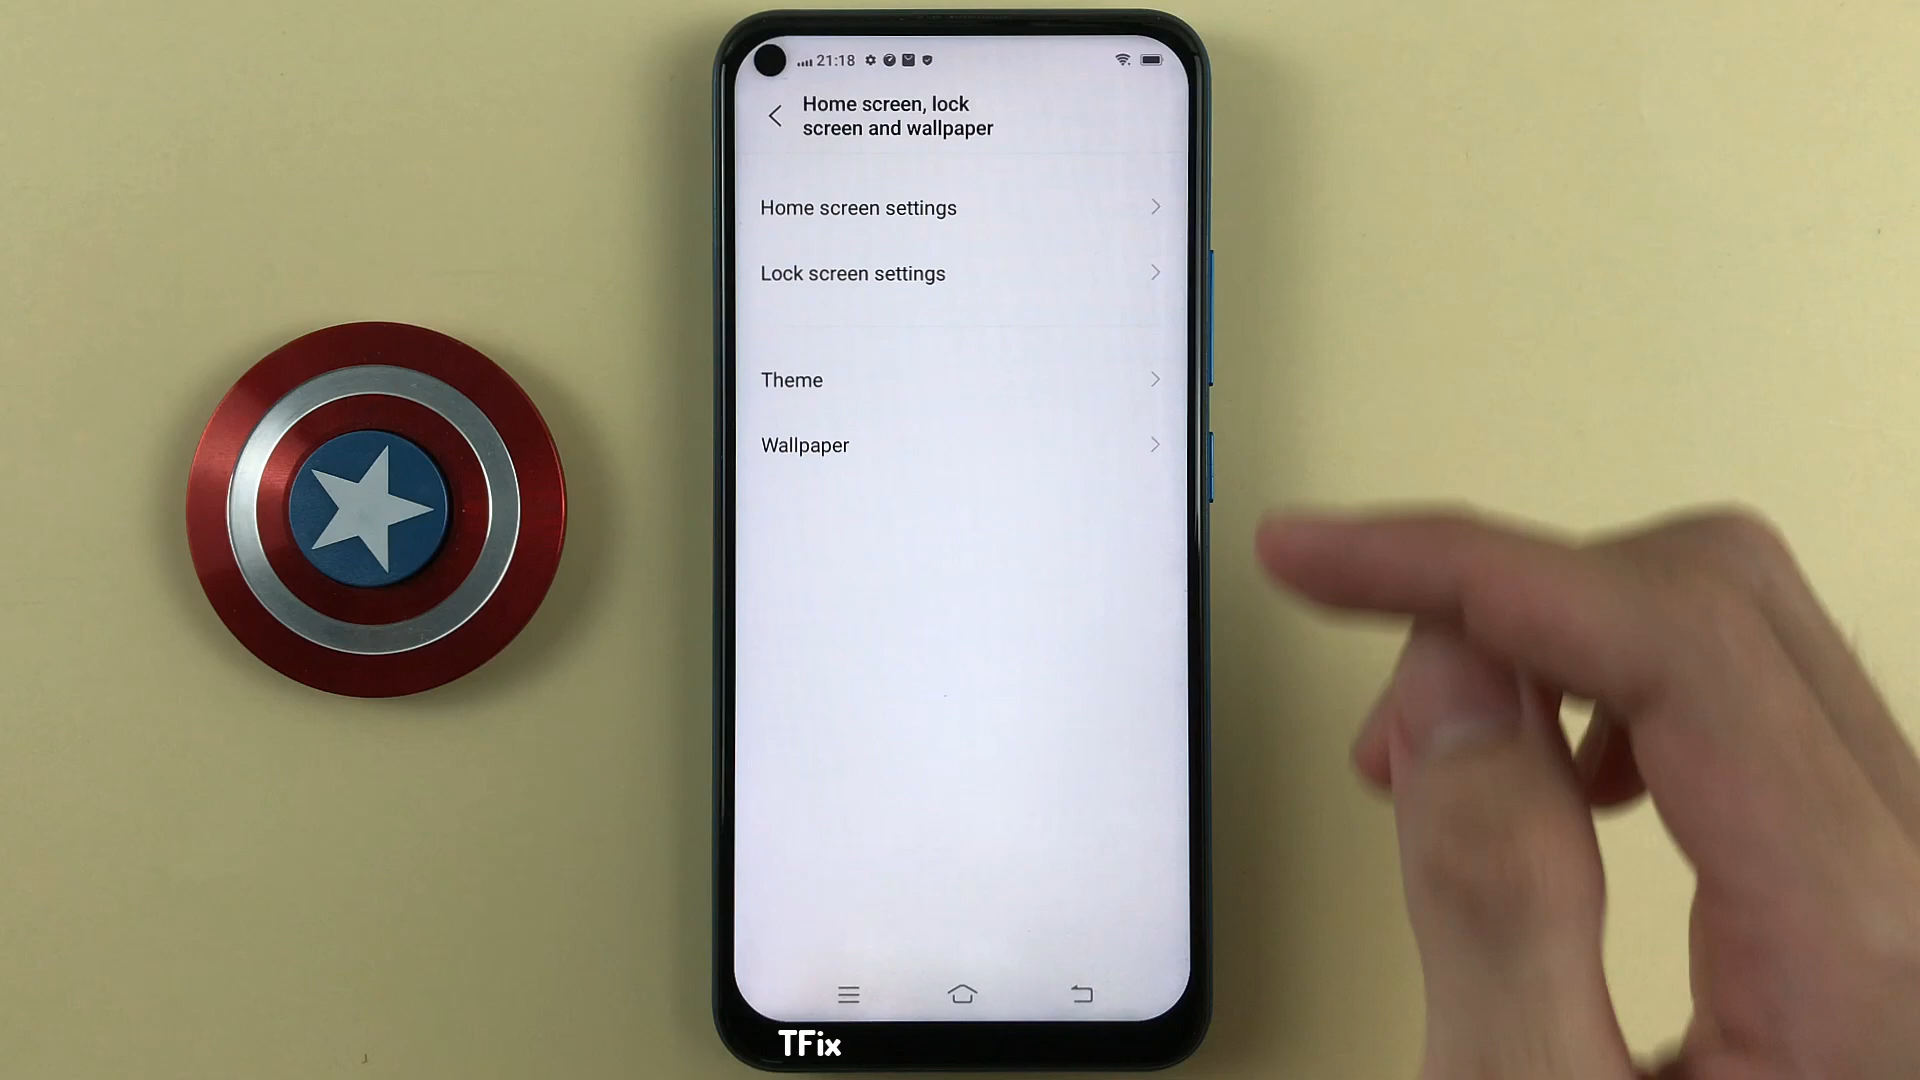 21:18
Home screen, lock
screen and wallpaper
Home screen settings
Lock screen settings
Theme
Wallpaper
TFix